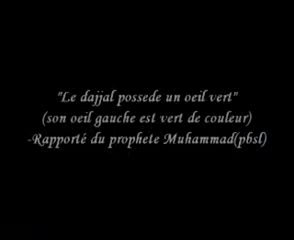 "Le dajjal possede un oeil vert"
(son oeil gauche est vert de couleur)
-Rapporté du prophete Muhammad(pbsl)